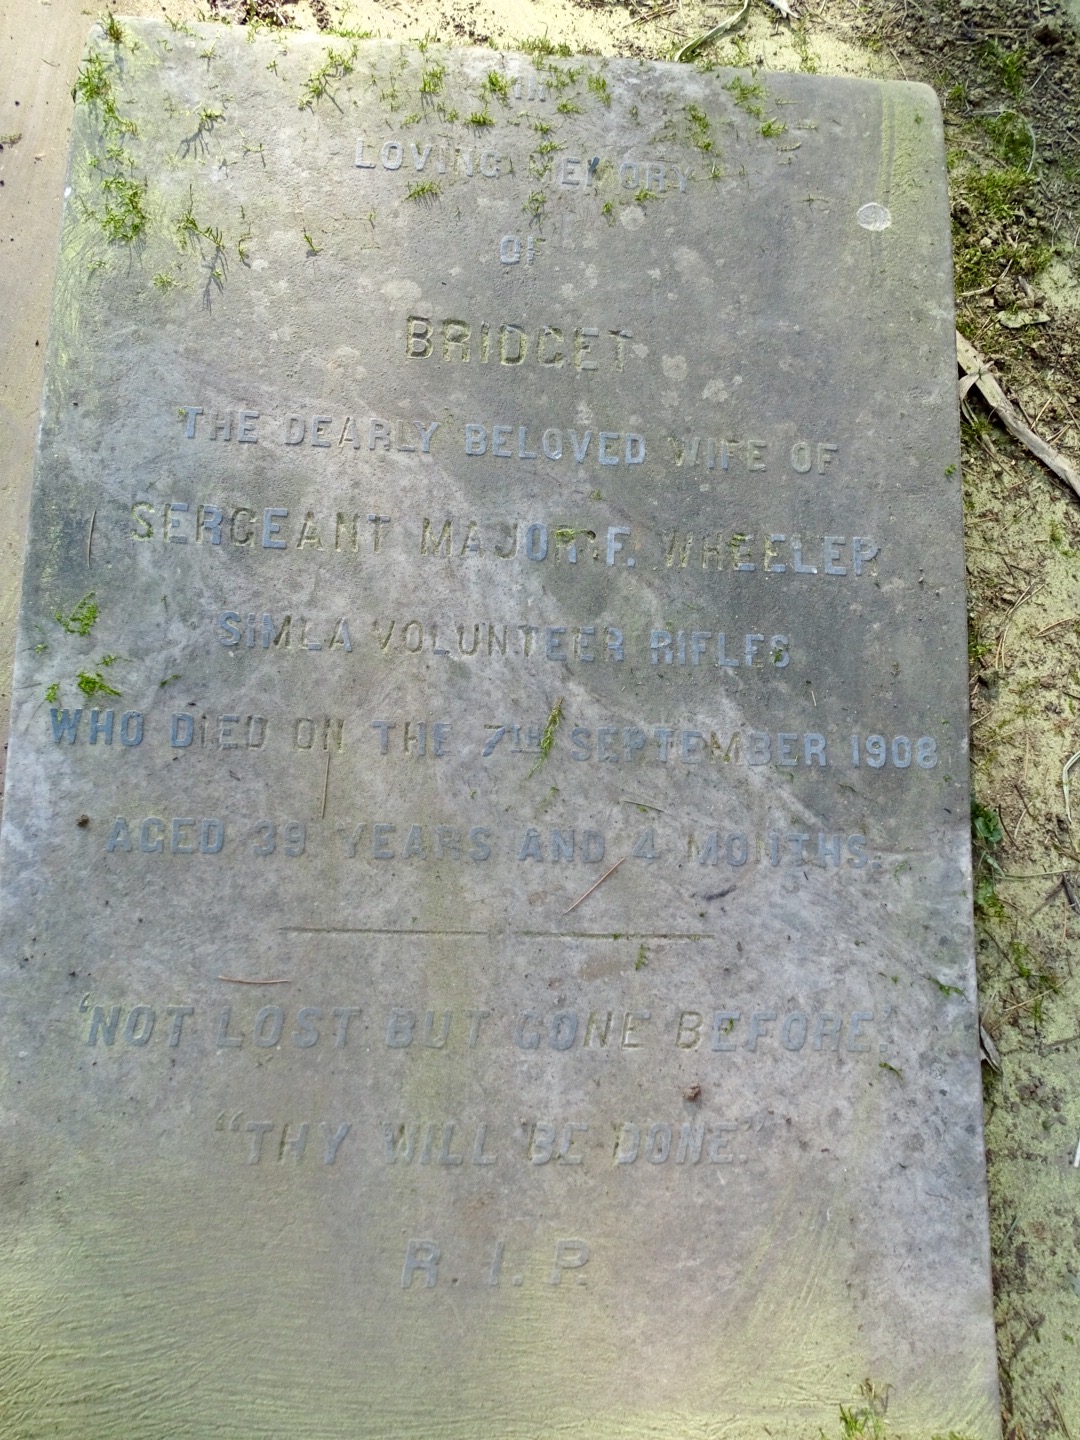 IN
LOVING MEMORY
OF
BRIDGET
THE DEARLY BELOVED WIFE OF
SERGEANT MAJOR F. WHEELER
SIMLA VOLUNTEER RIFLES
WHO DIED ON THE 7TH SEPTEMBER 1908
AGED 39 YEARS AND 4 MONTHS.
'NOT LOST BUT GONE BEFORE'
"THY WILL BE DONE."
R.I.P.